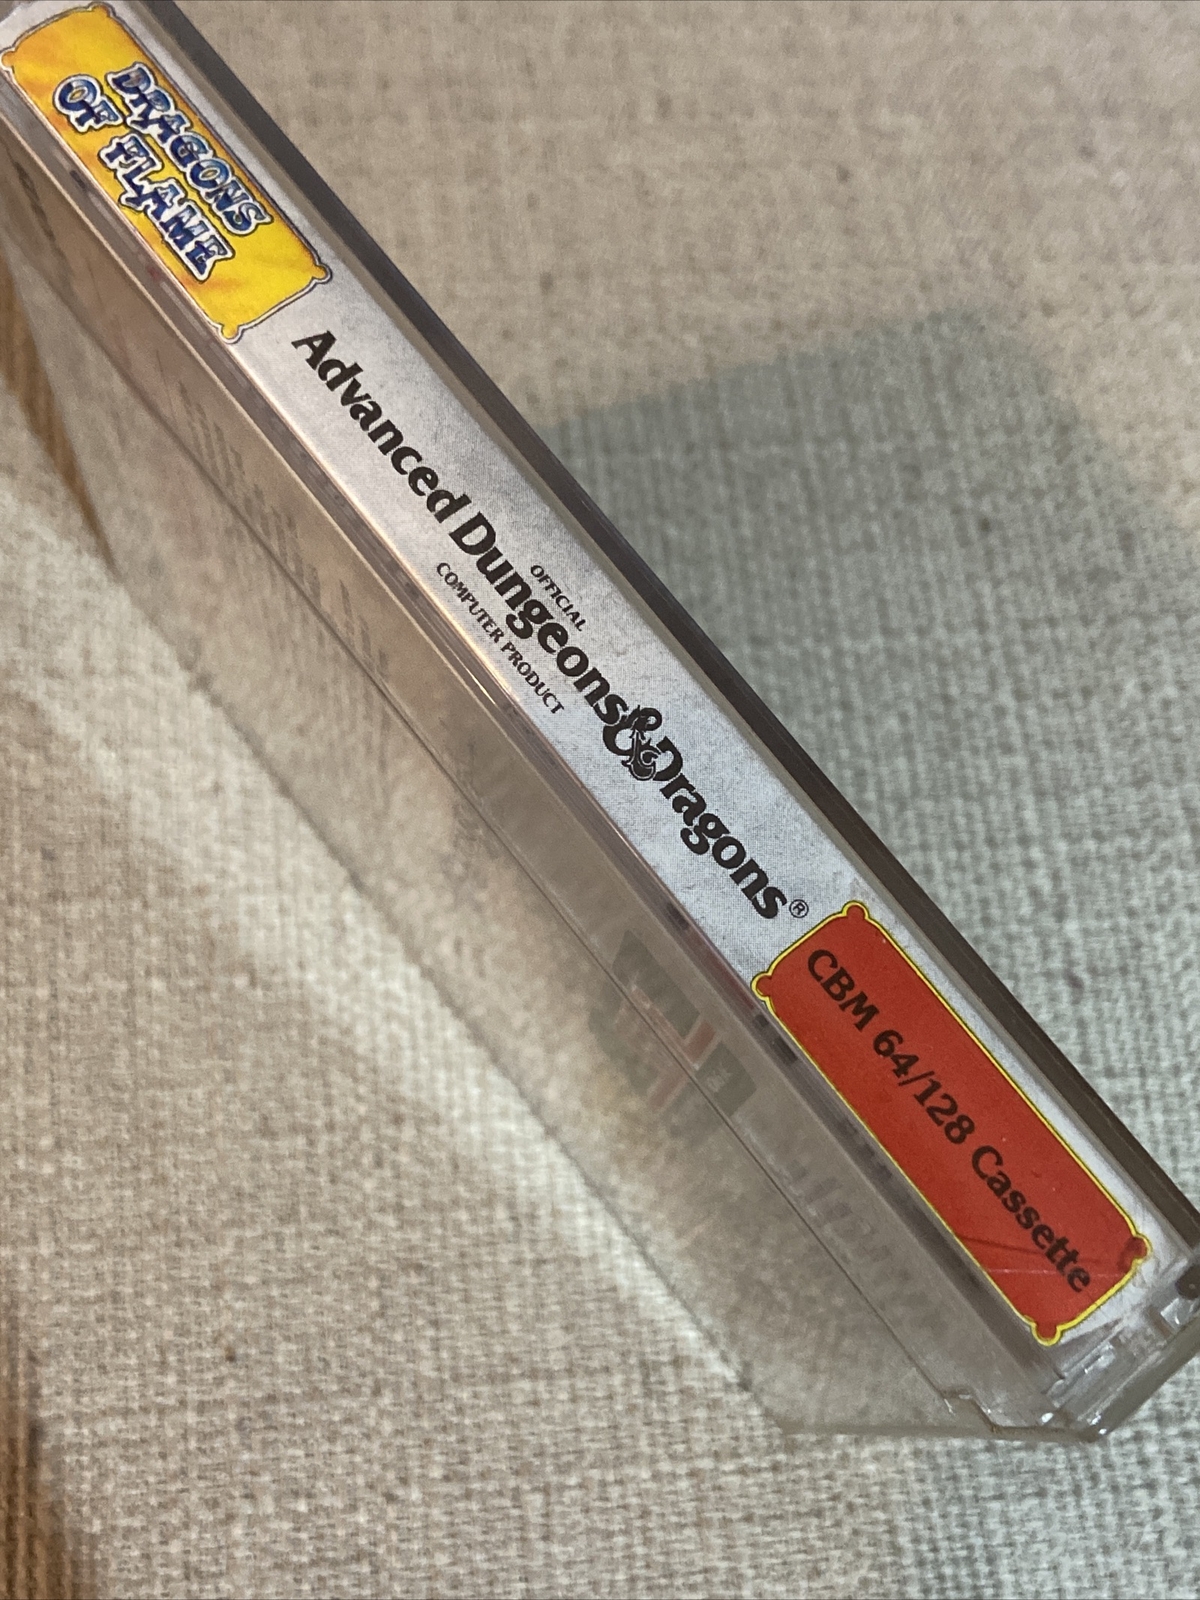 DRAGONS
OF FLAME
OFFICIAL
Advanced Dungeons & Dragons®
COMPUTER PRODUCT
CBM 64/128 Cassette